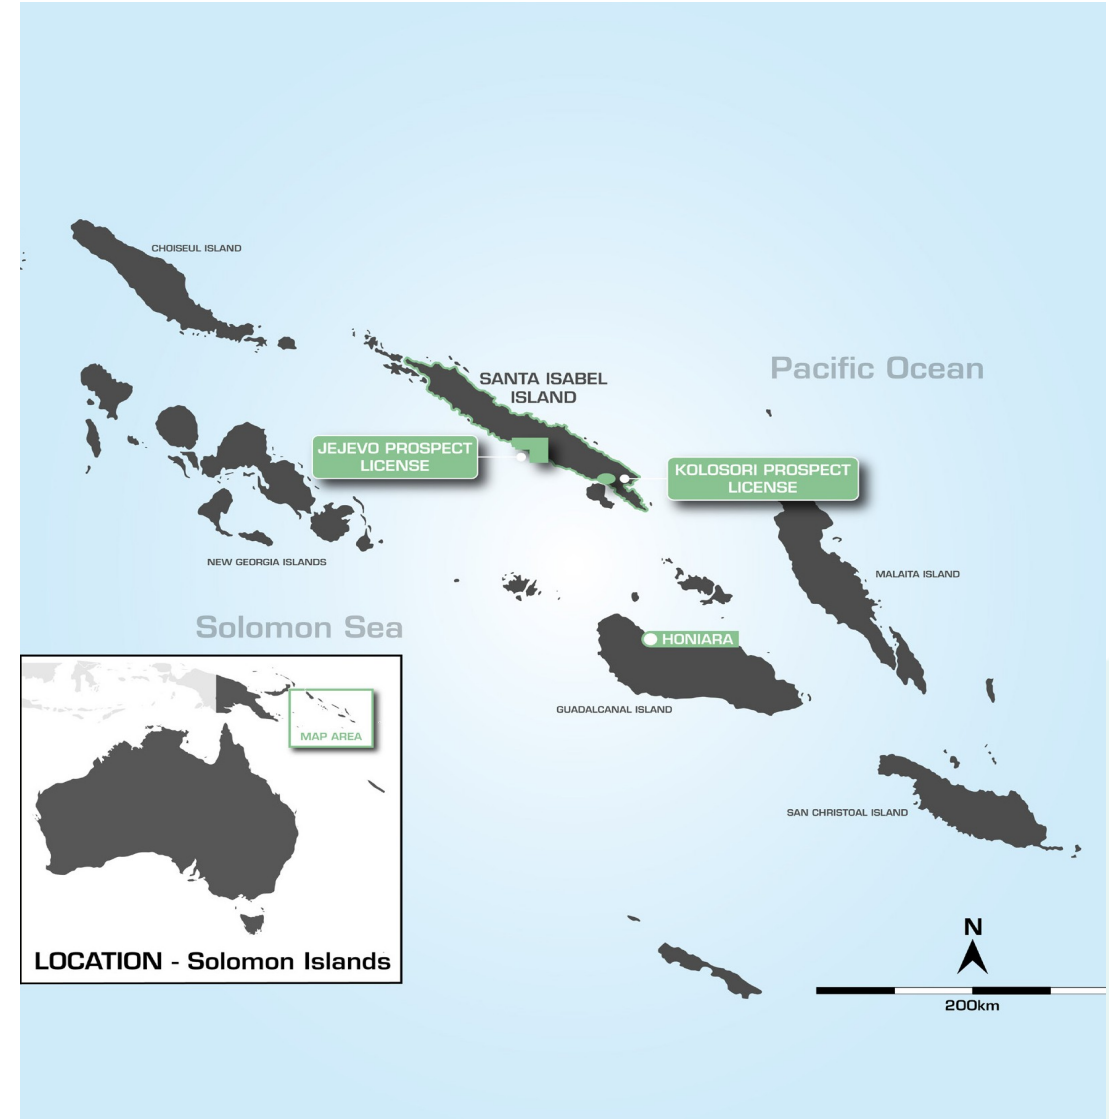 CHOISEUL ISLAND
Pacific Ocean
SANTA ISABEL
ISLAND
JEJEVO PROSPECT
LICENSE
KOLOSORI PROSPECT
LICENSE
NEW GEORGIA ISLANDS
MALAITA ISLAND
Solomon Sea
HONIARA
GUADALCANAL ISLAND
MAP AREA
SAN CHRISTOAL ISLAND
LOCATION - Solomon Islands
N
200km